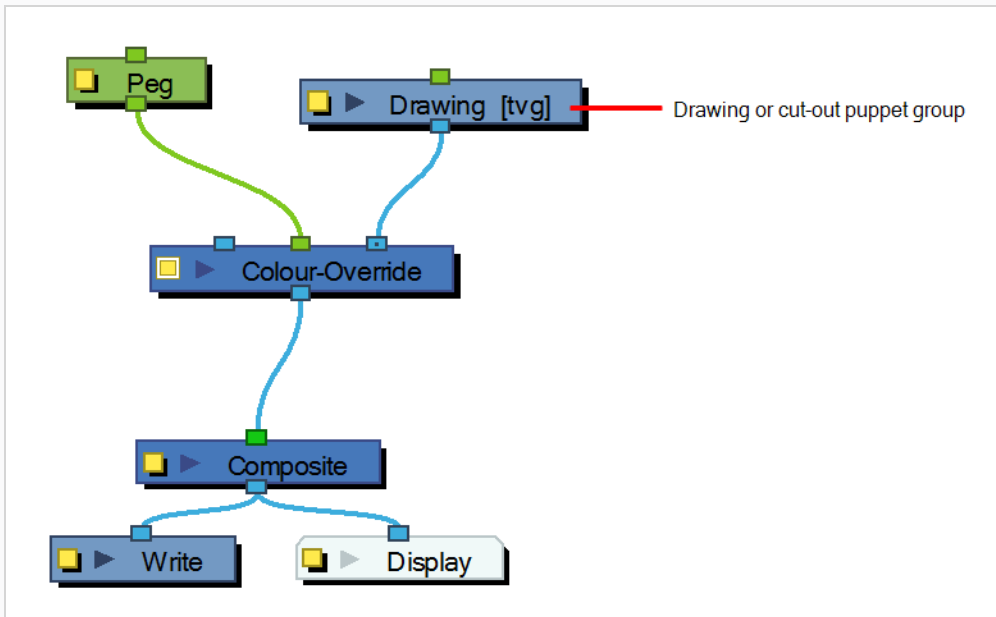 Peg
Drawing [tvg]
Drawing or cut-out puppet group
Colour-Override
Composite
Write
Display